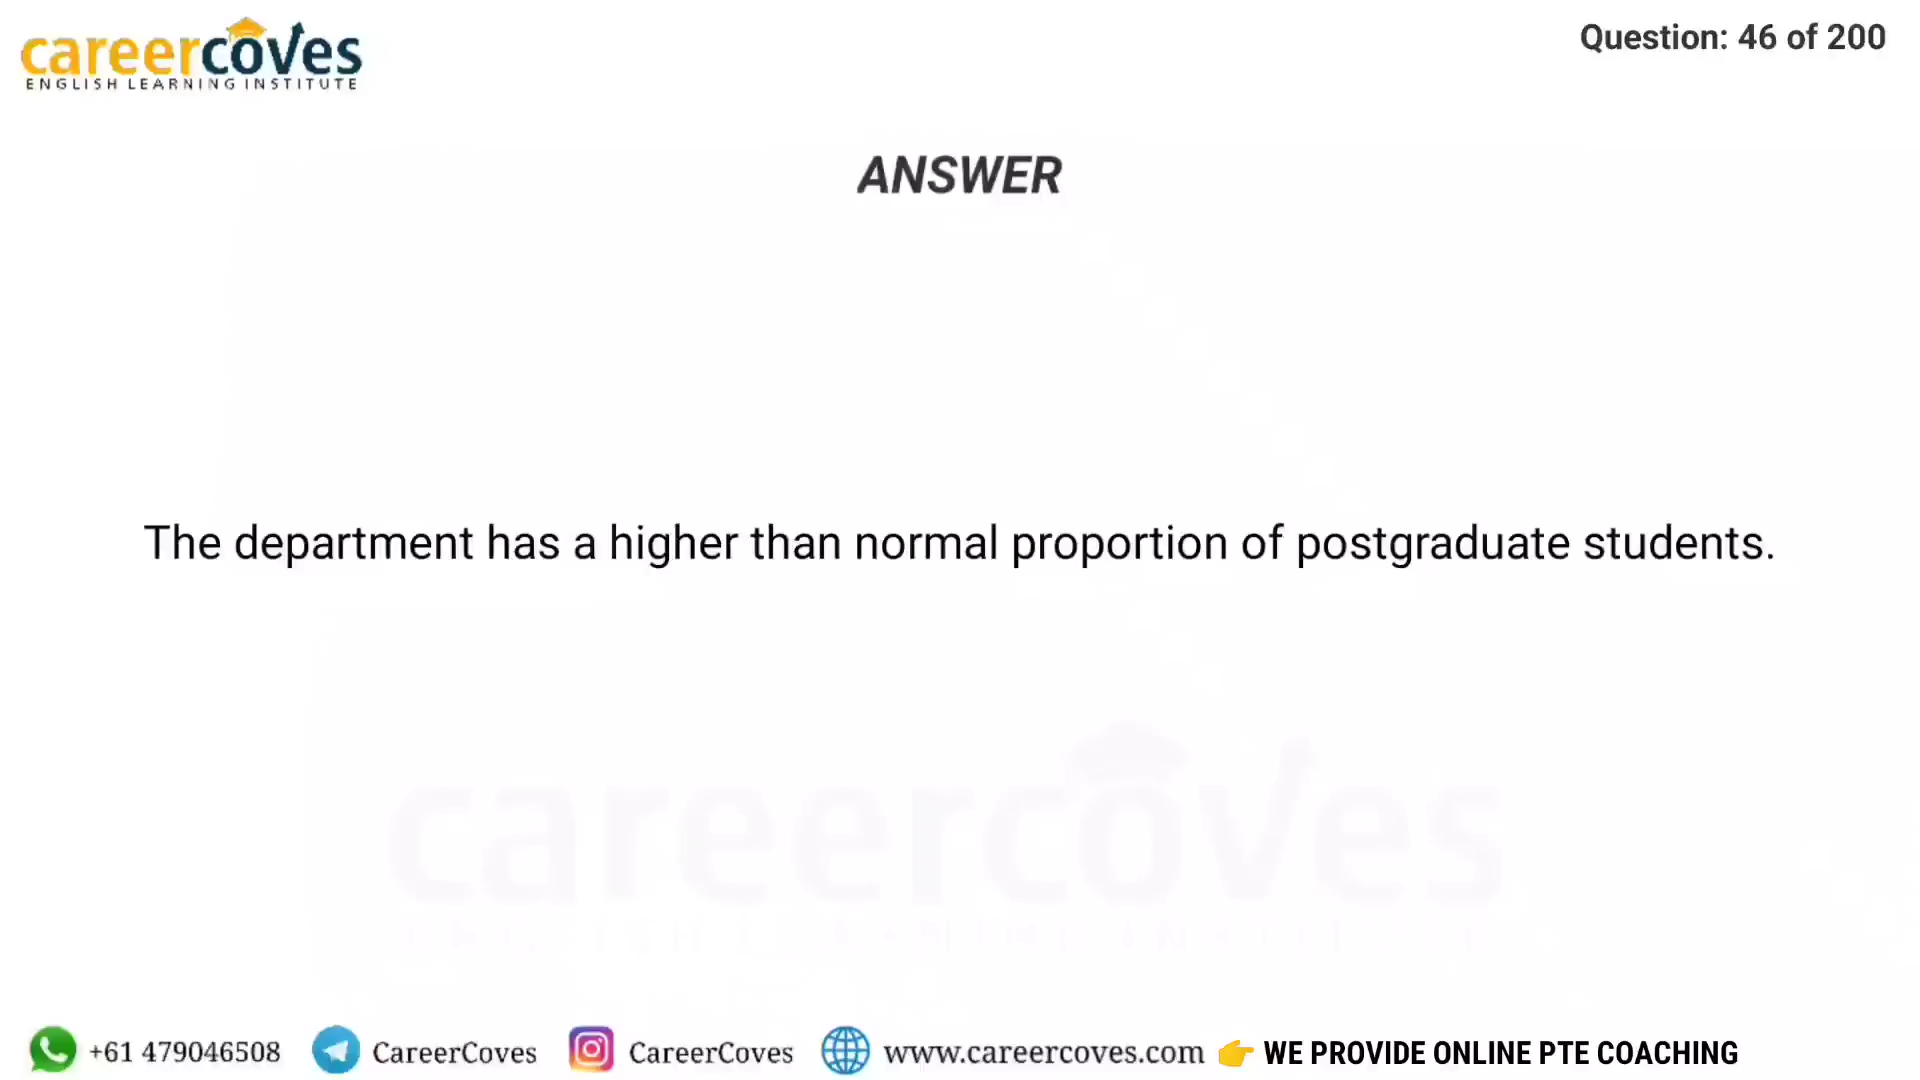 careercoves
ENGLISH LEARNING INSTITUTE
Question: 46 of 200
ANSWER
The department has a higher than normal proportion of postgraduate students.
careercoves
+61 479046508 CareerCoves CareerCoves www.careercoves.com 👉 WE PROVIDE ONLINE PTE COACHING